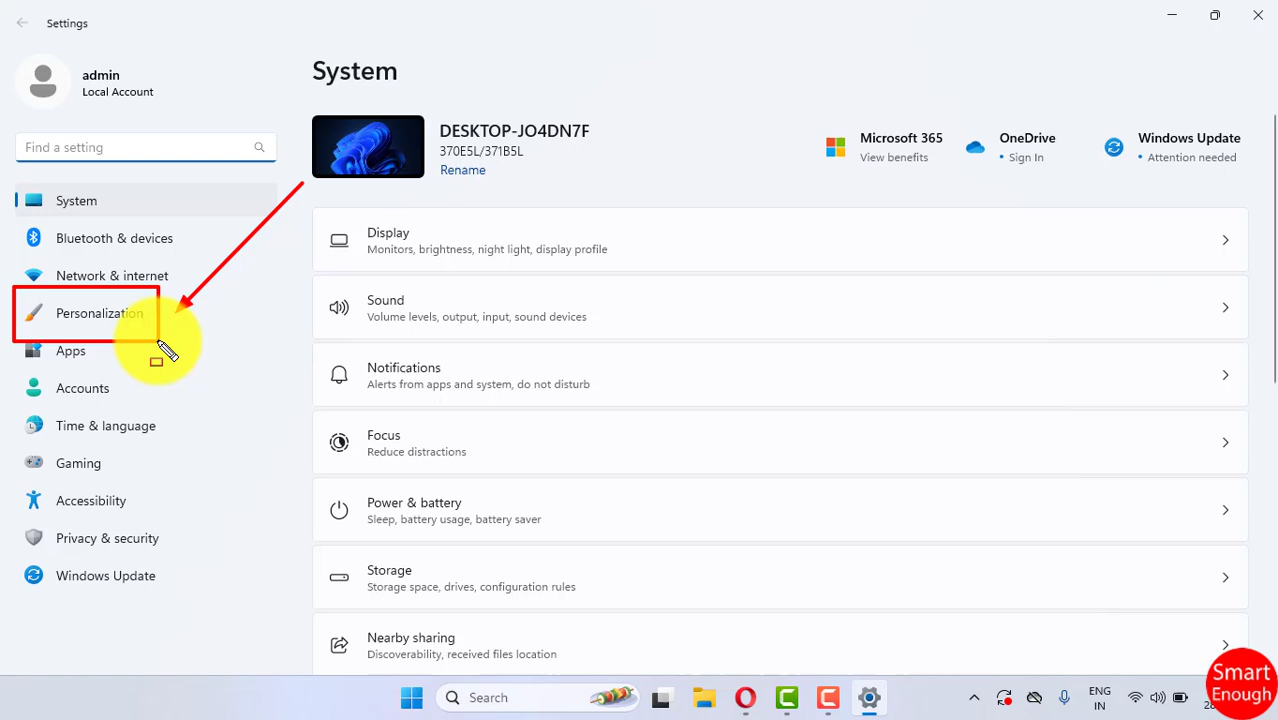 Settings
admin
Local Account
Find a setting
System
Bluetooth & devices
Network & internet
Personalization
Apps
Accounts
Time & language
Gaming
Accessibility
Privacy & security
Windows Update
System
DESKTOP-JO4DN7F
370E5L/371B5L
Rename
Microsoft 365
View benefits
OneDrive
• Sign In
Windows Update
• Attention needed
Display
Monitors, brightness, night light, display profile
Sound
Volume levels, output, input, sound devices
Notifications
Alerts from apps and system, do not disturb
Focus
Reduce distractions
Power & battery
Sleep, battery usage, battery saver
Storage
Storage space, drives, configuration rules
Nearby sharing
Discoverability, received files location
Search
ENG
IN
Smart
Enough